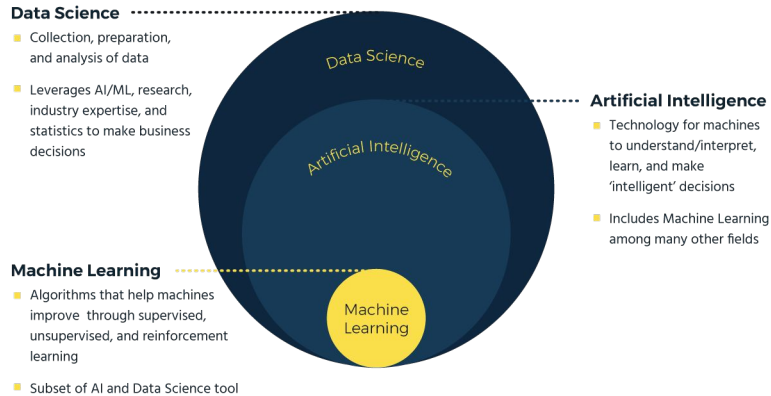 Data Science
Collection, preparation,
and analysis of data
Leverages AI/ML, research,
industry expertise, and
statistics to make business
decisions
Data Science
Artificial Intelligence
Artificial Intelligence
Technology for machines
to understand/interpret,
learn, and make
‘intelligent’ decisions
Includes Machine Learning
among many other fields
Machine Learning
Algorithms that help machines
improve through supervised,
unsupervised, and reinforcement
learning
Subset of AI and Data Science tool
Machine
Learning